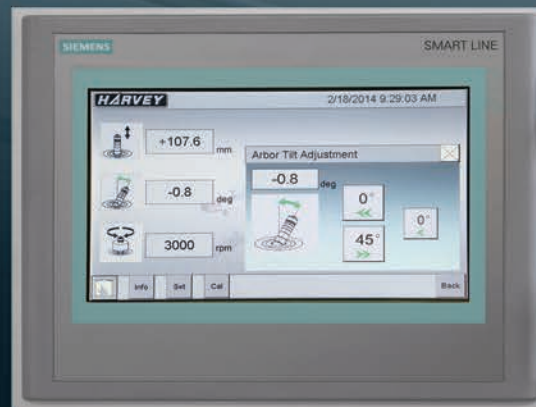 SIEMENS
SMART LINE
HARVEY
2/18/2014 9:29:03 AM
+107.6 mm
Arbor Tilt Adjustment
-0.8 deg
-0.8 deg
0°
45°
0°
3000 rpm
Info Set Cal Back